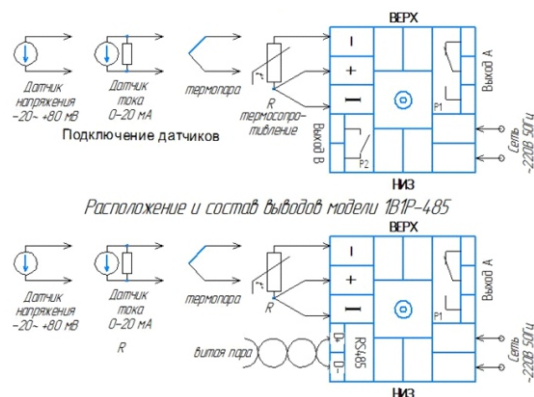 ВЕРХ
Датчик
напряжения
-20~ +80 мВ
Датчик
тока
0-20 мА
термопара
R
термосопро-
тивление
Подключение датчиков
Выход А
P1
Выход В
P2
Сеть
~220В 50Гц
НИЗ
Расположение и состав выводов модели 1В1Р-485
ВЕРХ
Датчик
напряжения
-20~ +80 мВ
Датчик
тока
0-20 мА
R
термопара
R
витая пара
RS485
Выход А
P1
Сеть
~220В 50Гц
НИЗ